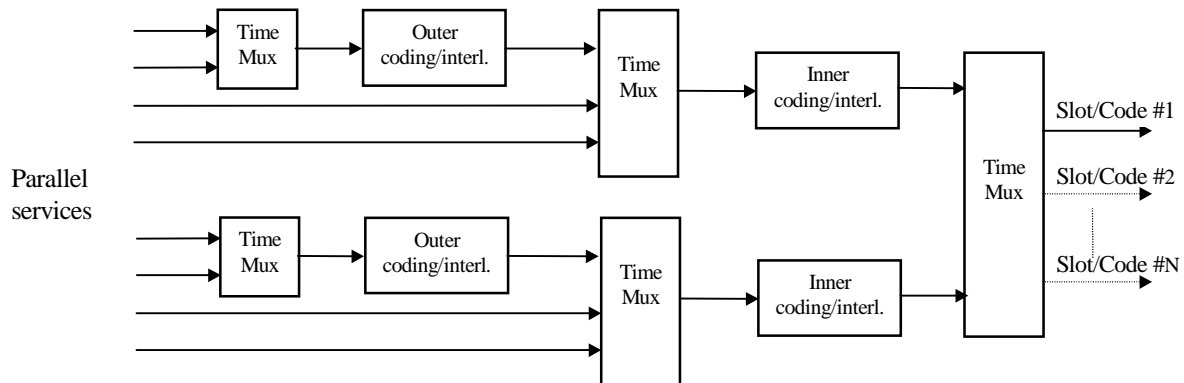 Time
Mux
Outer
coding/interl.
Time
Mux
Inner
coding/interl.
Slot/Code #1
Parallel
services
Time
Mux
Slot/Code #2
Time
Mux
Outer
coding/interl.
Time
Mux
Inner
coding/interl.
Slot/Code #N